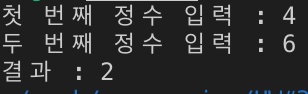 첫 번째 정수 입력 : 4
두 번째 정수 입력 : 6
결과 : 2